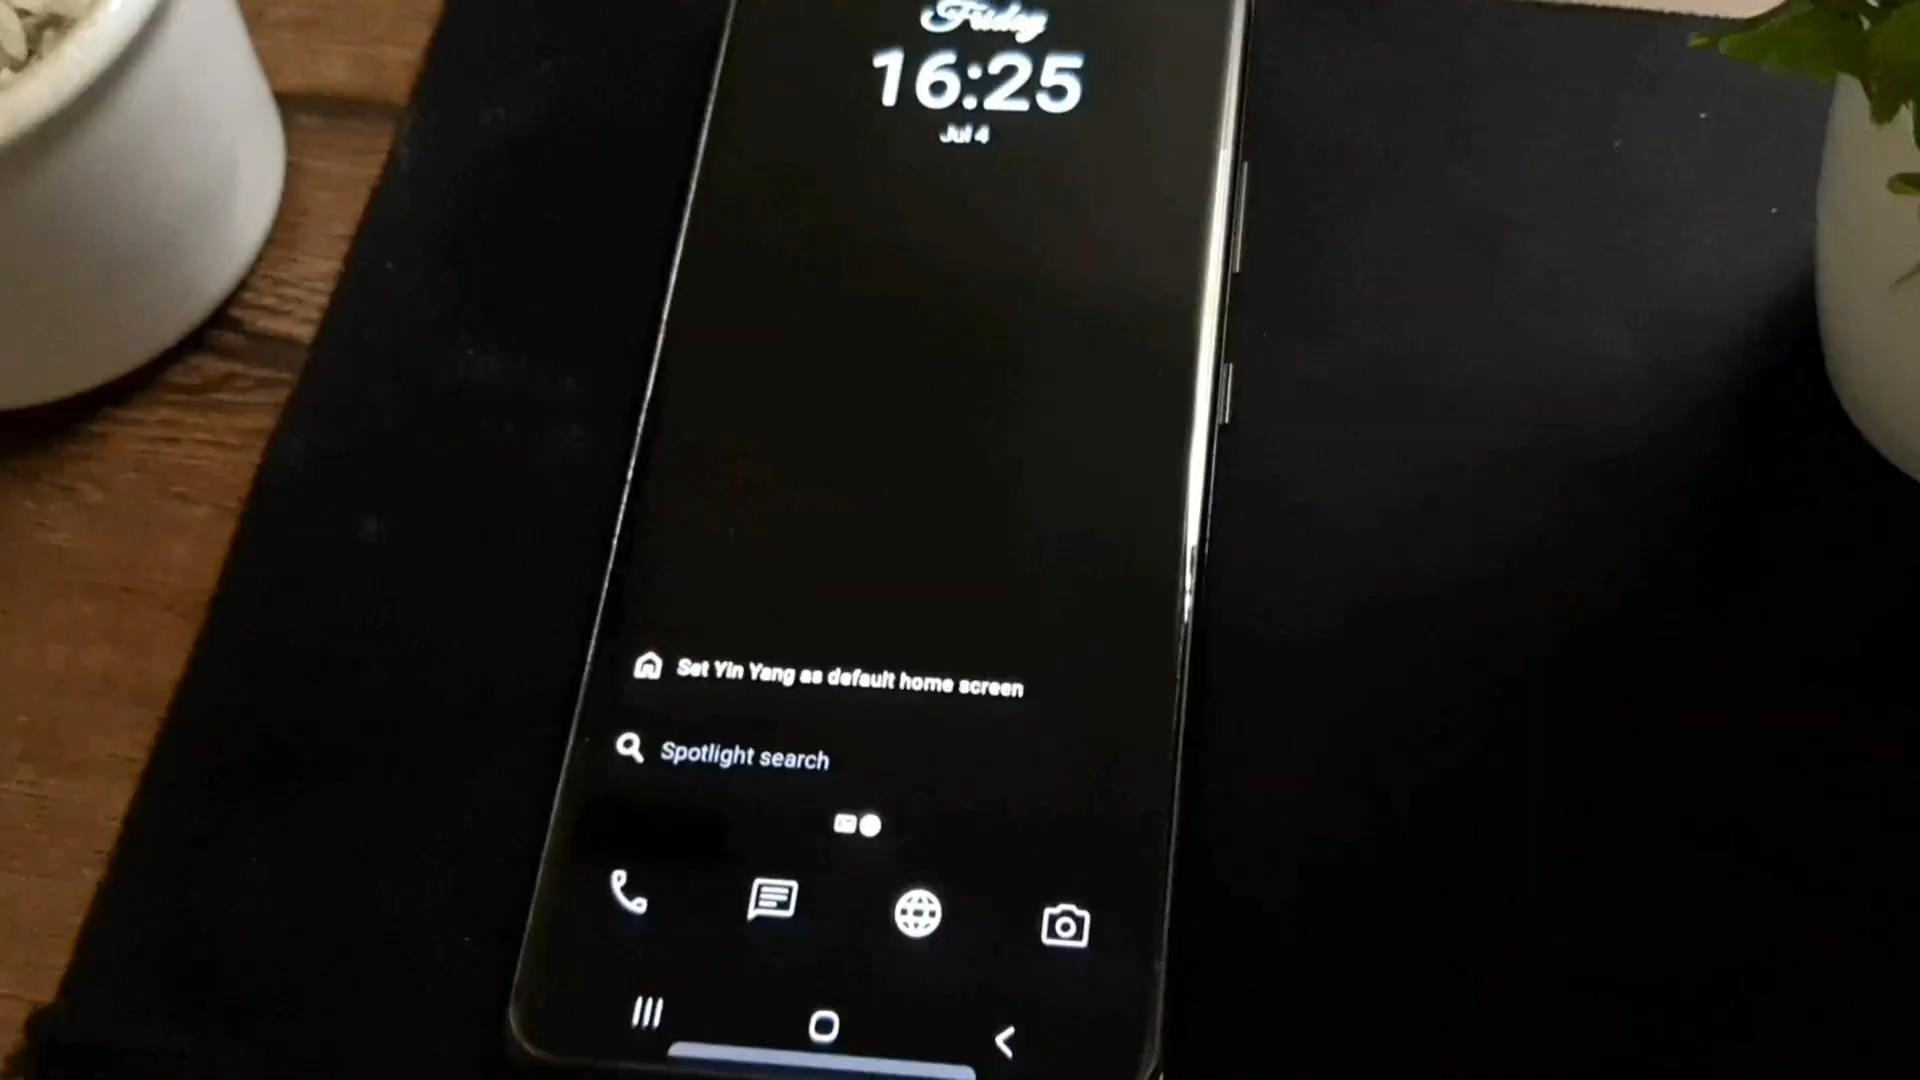 Friday
16:25
Jul 4
Set Yin Yang as default home screen
Spotlight search